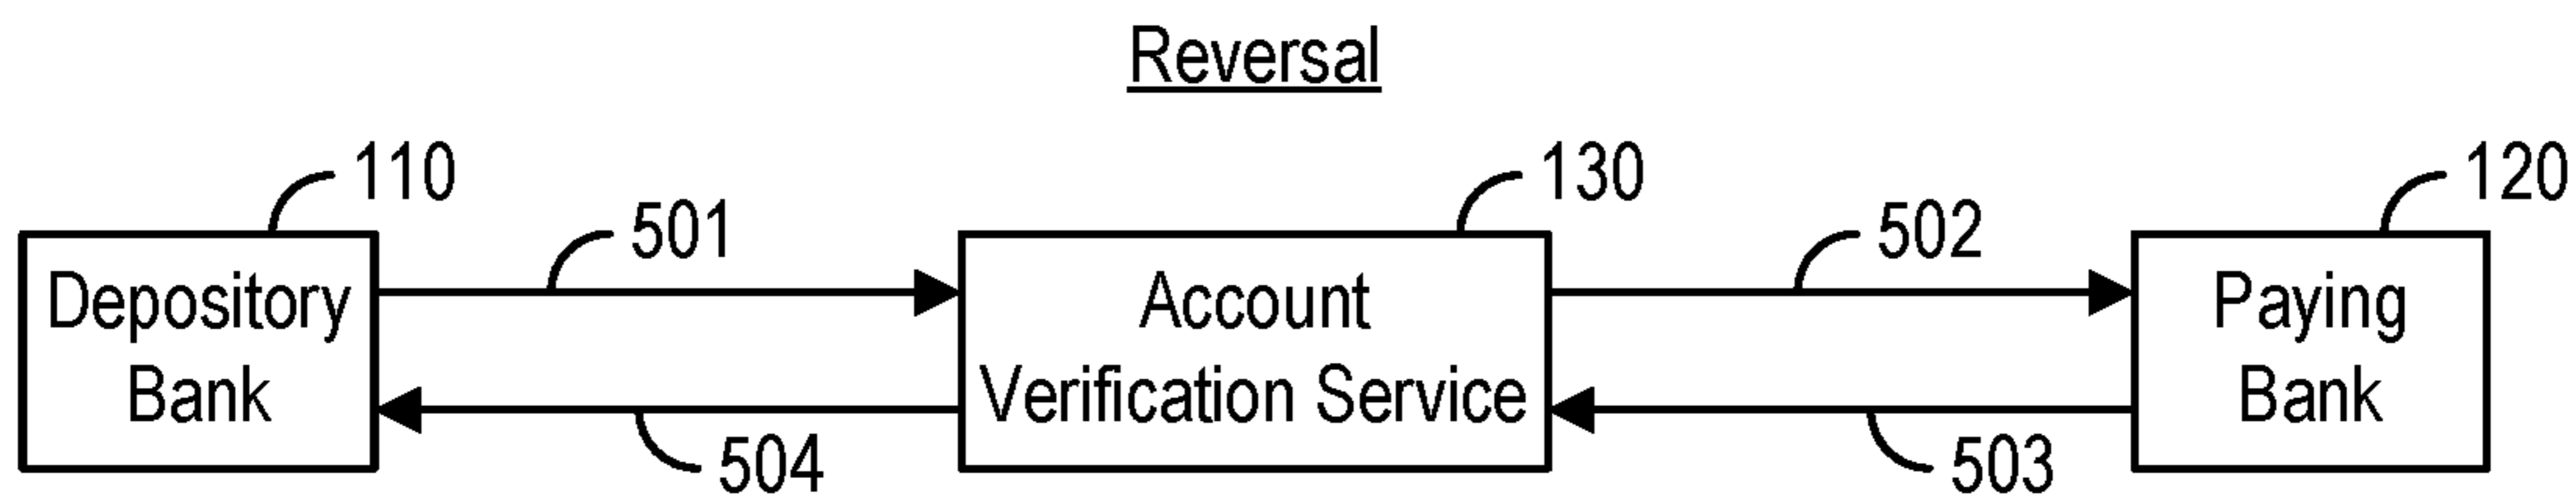 Reversal
110
130
120
501
502
Depository
Bank
Account
Verification Service
Paying
Bank
504
503